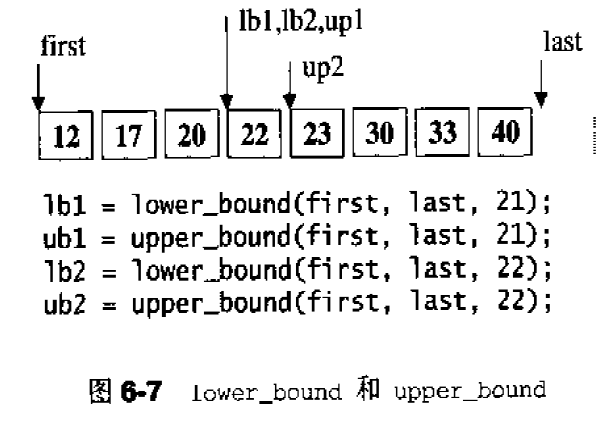 lb1,lb2,up1
first
last
up2
12 17 20 22 23 30 33 40
lb1 = lower_bound(first, last, 21);
ub1 = upper_bound(first, last, 21);
lb2 = lower_bound(first, last, 22);
ub2 = upper_bound(first, last, 22);
图 6-7 lower_bound 和 upper_bound